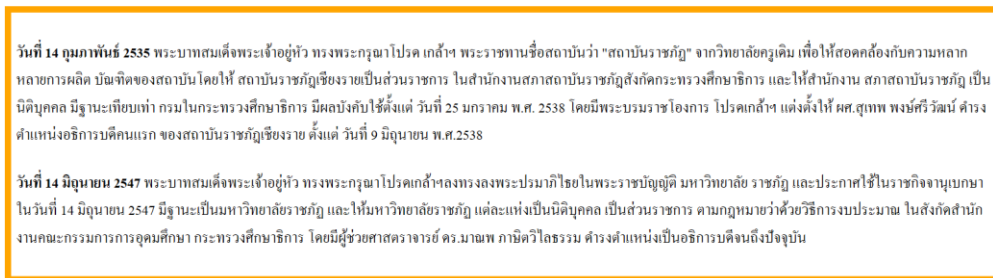 วันที่ 14 กุมภาพันธ์ 2535 พระบาทสมเด็จพระเจ้าอยู่หัว ทรงพระกรุณาโปรด เกล้าฯ พระราชทานชื่อสถาบันว่า "สถาบันราชภัฏ" จากวิทยาลัยครูเดิม เพื่อให้สอดคล้องกับความหลาก
หลายการผลิต บัณฑิตของสถาบันโดยให้ สถาบันราชภัฏเชียงรายเป็นส่วนราชการ ในสำนักงานสภาสถาบันราชภัฏสังกัดกระทรวงศึกษาธิการ และให้สำนักงาน สภาสถาบันราชภัฏ เป็น
นิติบุคคล มีฐานะเทียบเท่า กรมในกระทรวงศึกษาธิการ มีผลบังคับใช้ตั้งแต่ วันที่ 25 มกราคม พ.ศ. 2538 โดยมีพระบรมราชโองการ โปรดเกล้าฯ แต่งตั้งให้ ผศ.สุเทพ พงษ์ศรีวัฒน์ ดำรง
ตำแหน่งอธิการบดีคนแรก ของสถาบันราชภัฏเชียงราย ตั้งแต่ วันที่ 9 มิถุนายน พ.ศ.2538
วันที่ 14 มิถุนายน 2547 พระบาทสมเด็จพระเจ้าอยู่หัว ทรงพระกรุณาโปรดเกล้าฯลงทรงลงพระปรมาภิไธยในพระราชบัญญัติ มหาวิทยาลัย ราชภัฏ และประกาศใช้ในราชกิจจานุเบกษา
ในวันที่ 14 มิถุนายน 2547 มีฐานะเป็นมหาวิทยาลัยราชภัฏ และให้มหาวิทยาลัยราชภัฏ แต่ละแห่งเป็นนิติบุคคล เป็นส่วนราชการ ตามกฎหมายว่าด้วยวิธีการงบประมาณ ในสังกัดสำนัก
งานคณะกรรมการการอุดมศึกษา กระทรวงศึกษาธิการ โดยมีผู้ช่วยศาสตราจารย์ ดร.มาณพ ภาษิตวิไลธรรม ดำรงตำแหน่งเป็นอธิการบดีจนถึงปัจจุบัน